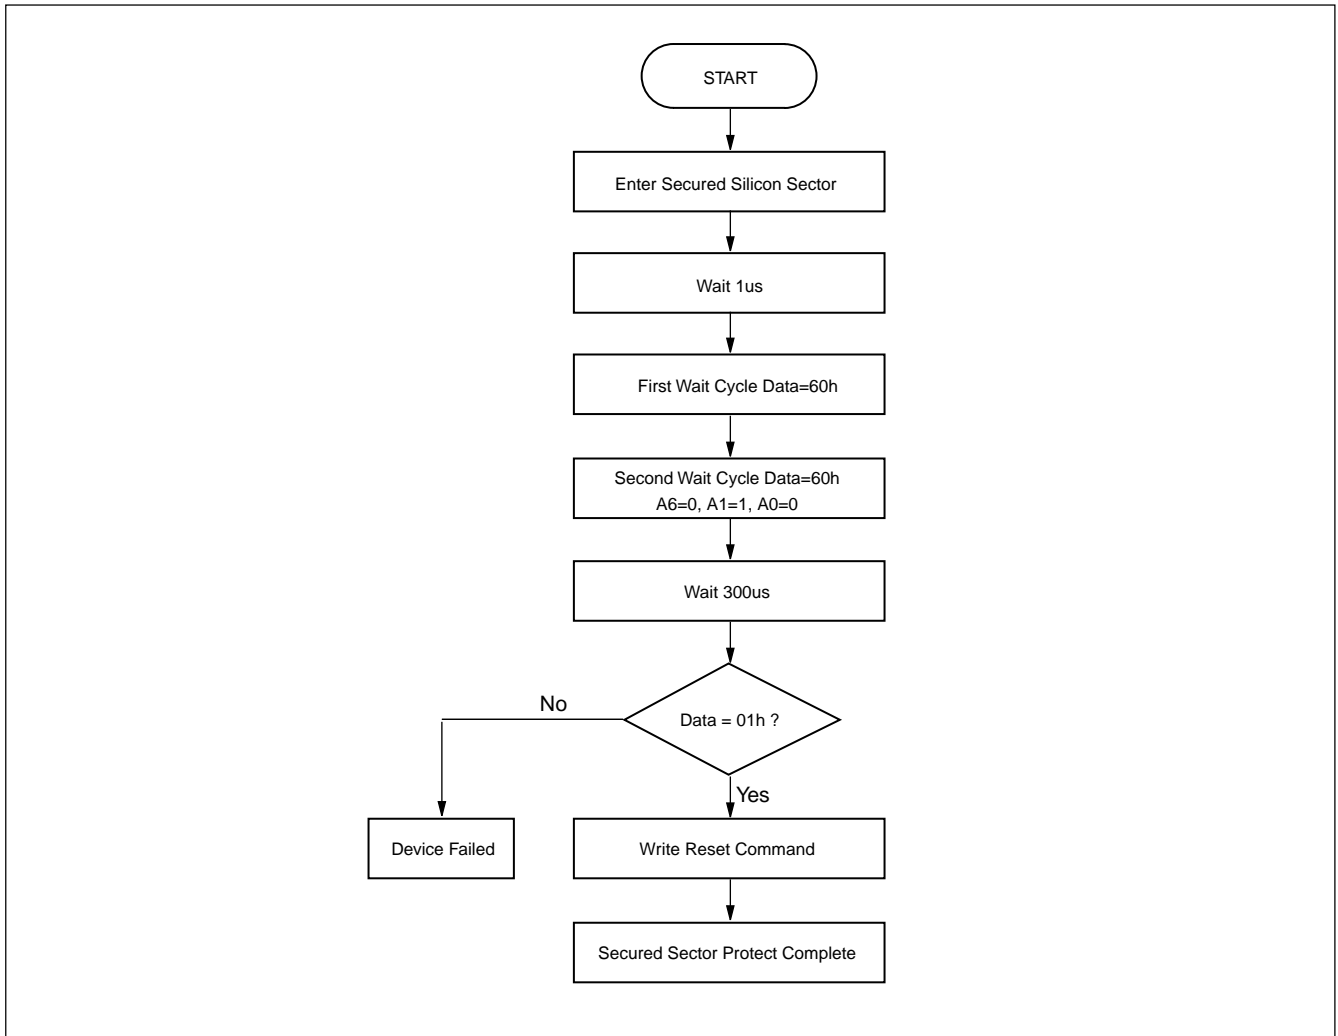 START
Enter Secured Silicon Sector
Wait 1us
First Wait Cycle Data=60h
Second Wait Cycle Data=60h
A6=0, A1=1, A0=0
Wait 300us
No
Data = 01h ?
Yes
Device Failed
Write Reset Command
Secured Sector Protect Complete